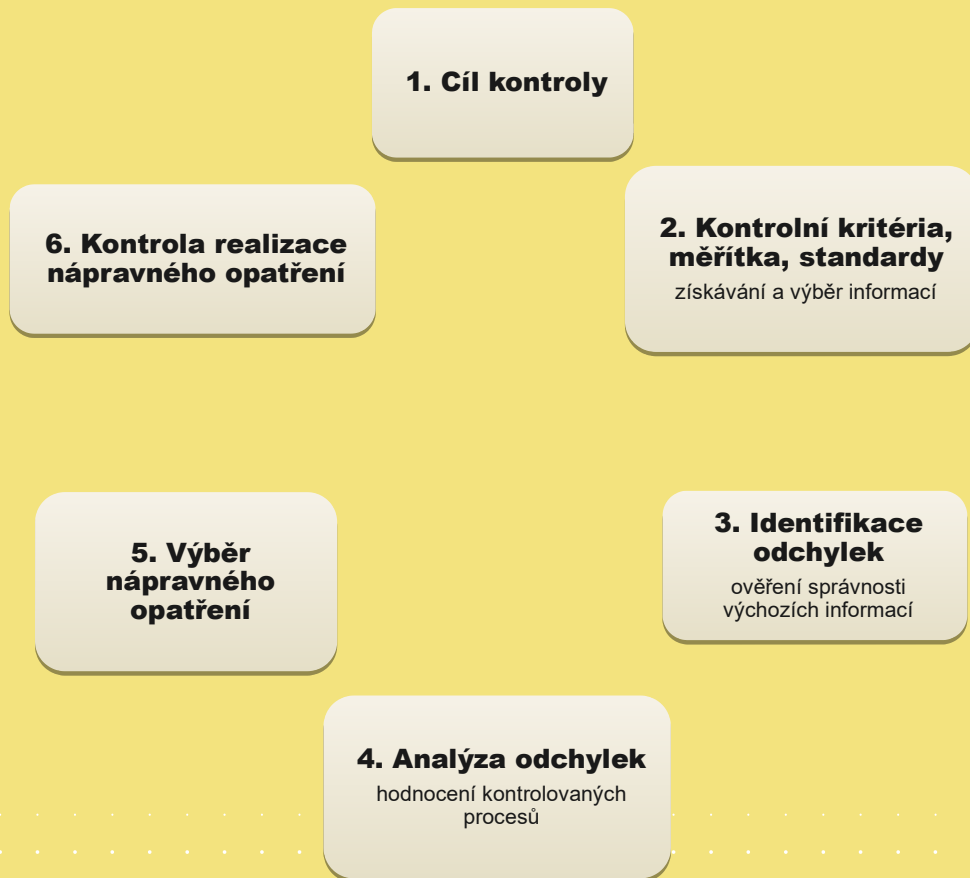 1. Cíl kontroly
2. Kontrolní kritéria,
měřítka, standardy
získávání a výběr informací
3. Identifikace
odchylek
ověření správnosti
výchozích informací
4. Analýza odchylek
hodnocení kontrolovaných
procesů
5. Výběr
nápravného
opatření
6. Kontrola realizace
nápravného opatření